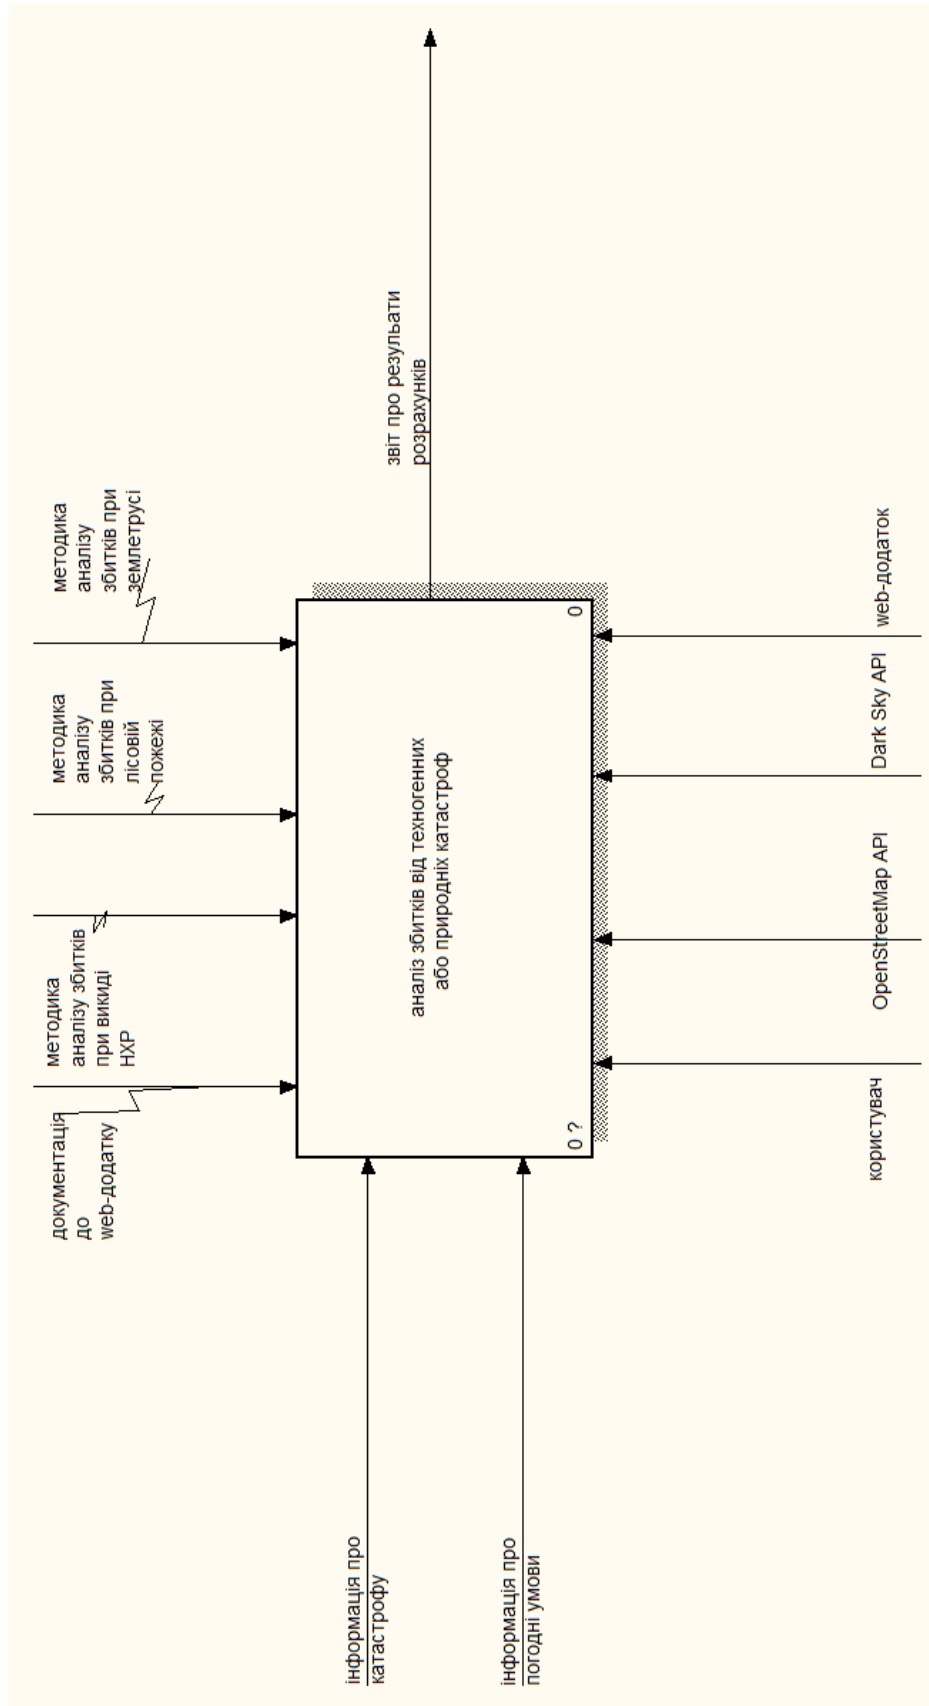 документація
до
web-додатку
методика
аналізу збитків
при викиді
НХР
методика
аналізу
збитків при
лісовій
пожежі
методика
аналізу
збитків при
землетрусі
інформація про
катастрофу
інформація про
погодні умови
аналіз збитків від техногенних
або природніх катастроф
0 ?
0
звіт про резульати
розрахунків
користувач
OpenStreetMap API
Dark Sky API
web-додаток